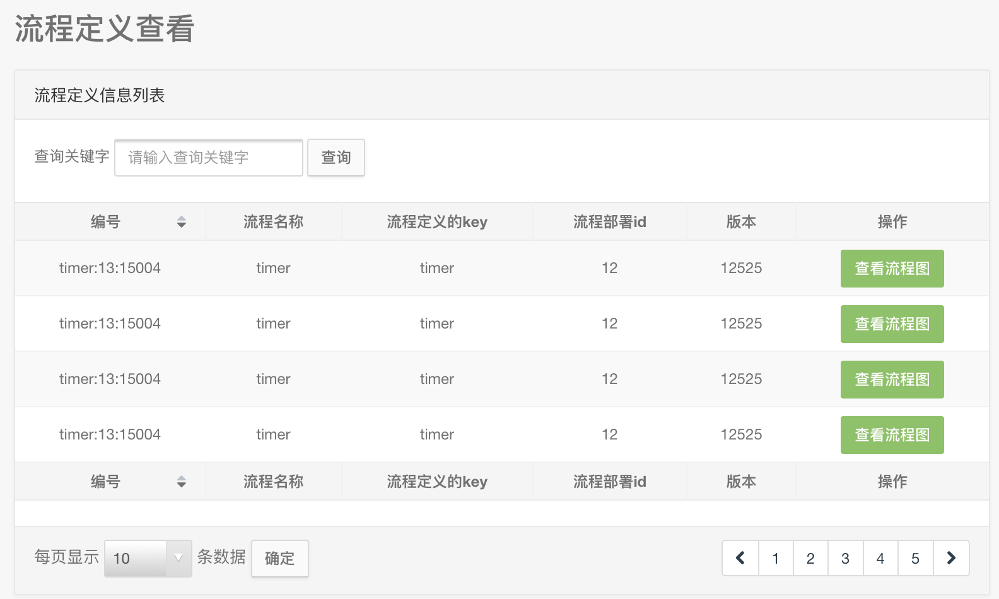 流程定义查看
流程定义信息列表
查询关键字 请输入查询关键字 查询
编号 流程名称 流程定义的key 流程部署id 版本 操作
timer:13:15004 timer timer 12 12525 查看流程图
timer:13:15004 timer timer 12 12525 查看流程图
timer:13:15004 timer timer 12 12525 查看流程图
timer:13:15004 timer timer 12 12525 查看流程图
编号 流程名称 流程定义的key 流程部署id 版本 操作
每页显示 10 条数据 确定 1 2 3 4 5